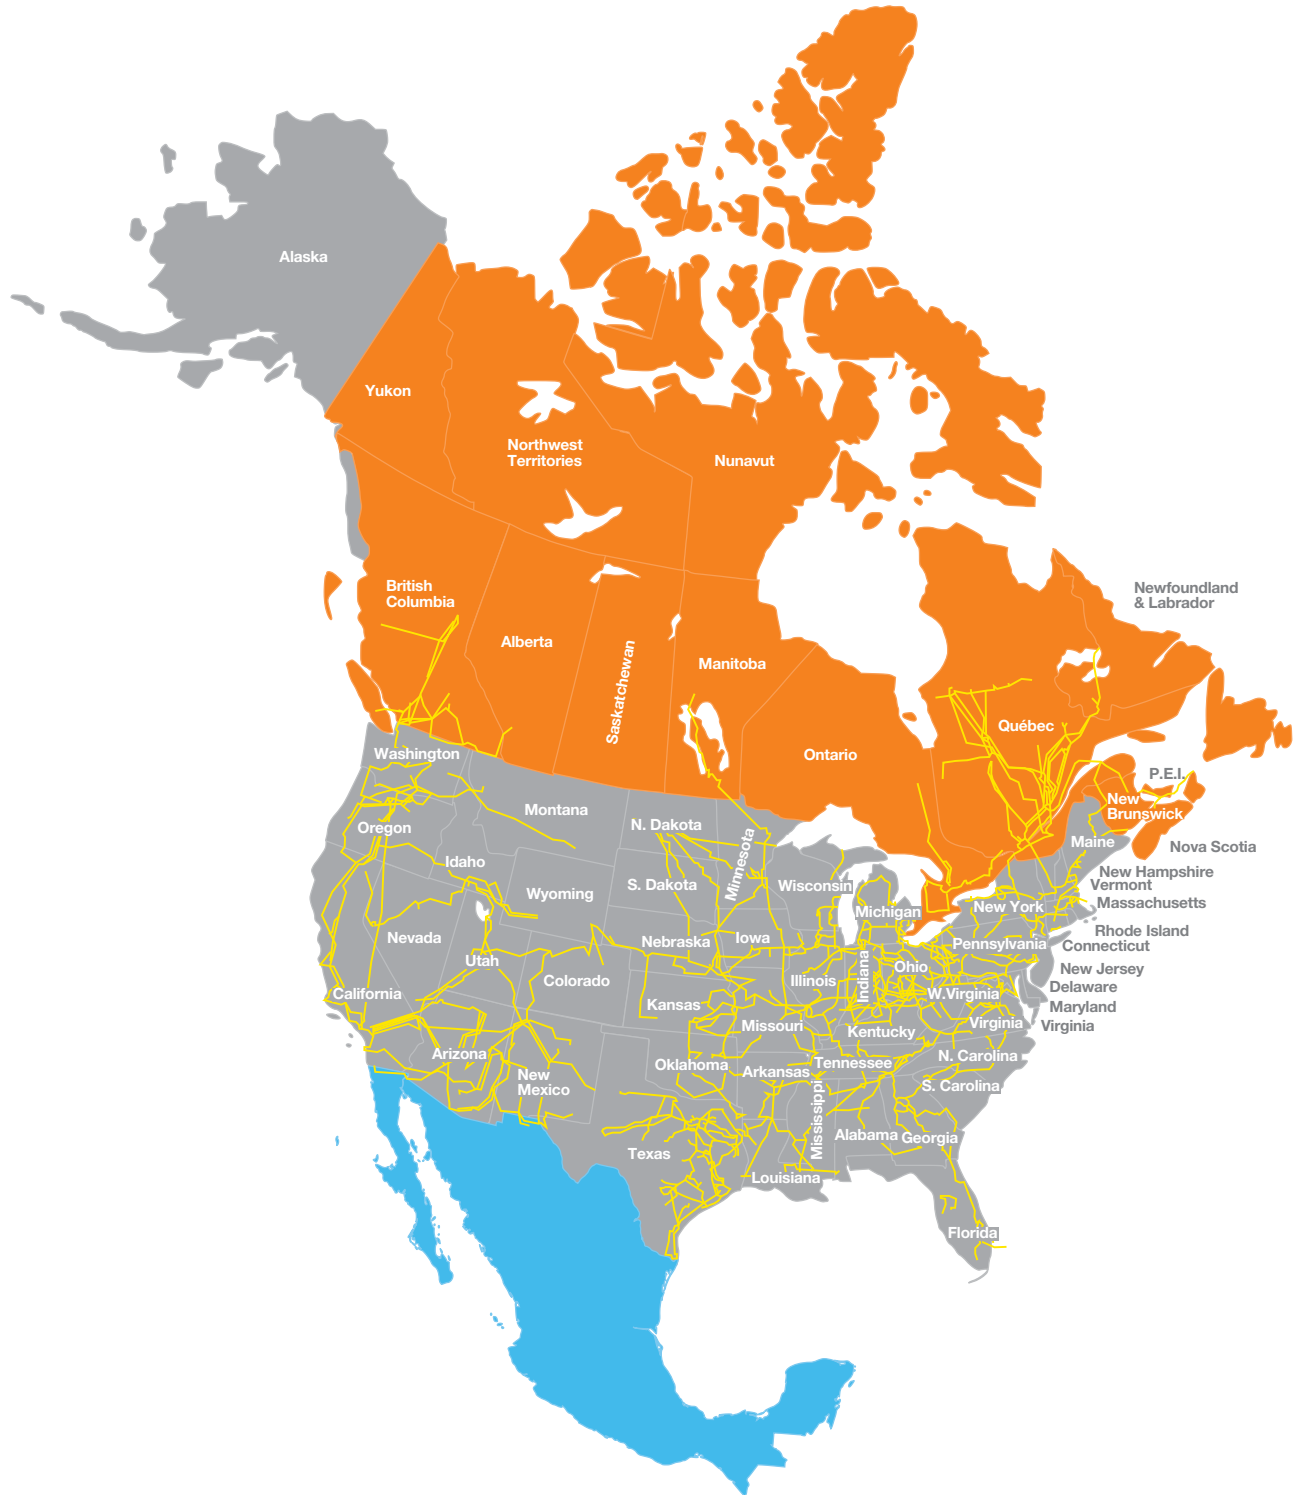 Alaska
Yukon
Northwest
Territories
Nunavut
British
Columbia
Alberta
Saskatchewan
Manitoba
Ontario
Québec
Newfoundland
& Labrador
P.E.I.
New
Brunswick
Nova Scotia
Washington
Montana
N. Dakota
Minnesota
Oregon
Idaho
Wyoming
S. Dakota
Wisconsin
Michigan
New York
Maine
New Hampshire
Vermont
Massachusetts
Rhode Island
Connecticut
New Jersey
Delaware
Maryland
Virginia
Nevada
Utah
Colorado
Nebraska
Iowa
Illinois
Indiana
Ohio
Pennsylvania
W.Virginia
Virginia
California
Kansas
Missouri
Kentucky
Arizona
New
Mexico
Oklahoma
Arkansas
Tennessee
N. Carolina
S. Carolina
Mississippi
Alabama
Georgia
Texas
Louisiana
Florida